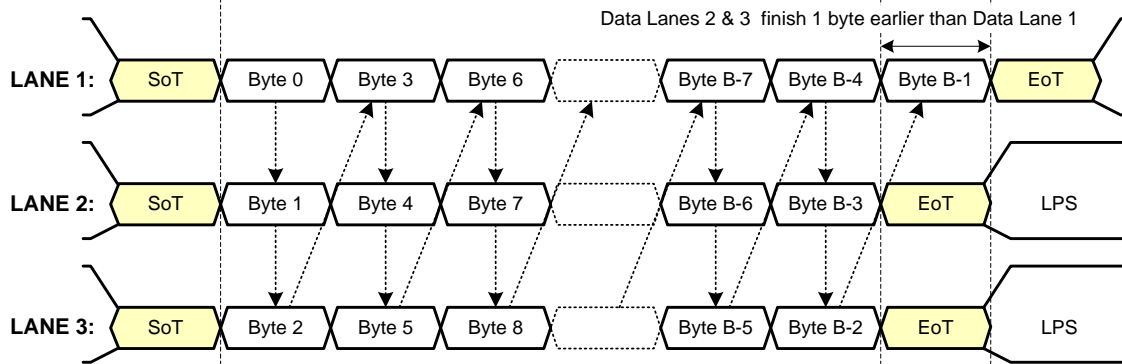 Data Lanes 2 & 3 finish 1 byte earlier than Data Lane 1
LANE 1: SoT Byte 0 Byte 3 Byte 6 Byte B-7 Byte B-4 Byte B-1 EoT
LANE 2: SoT Byte 1 Byte 4 Byte 7 Byte B-6 Byte B-3 EoT LPS
LANE 3: SoT Byte 2 Byte 5 Byte 8 Byte B-5 Byte B-2 EoT LPS